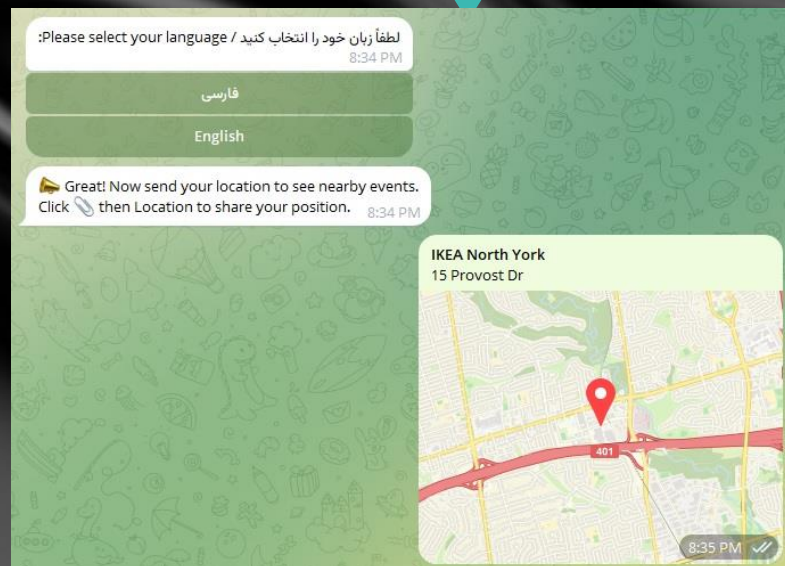 لطفاً زبان خود را انتخاب کنید / Please select your language:
8:34 PM
فارسی
English
📣 Great! Now send your location to see nearby events.
Click 📎 then Location to share your position.
8:34 PM
IKEA North York
15 Provost Dr
401
8:35 PM